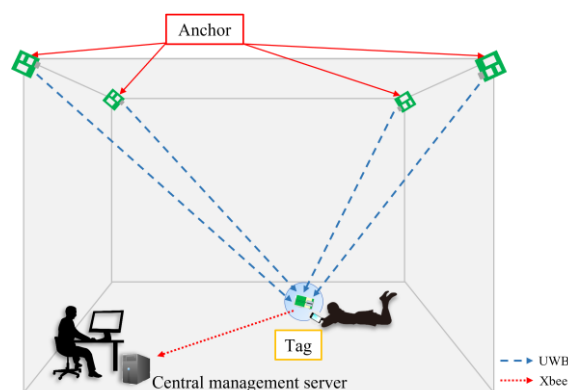 Anchor
Tag
Central management server
UWB
Xbee